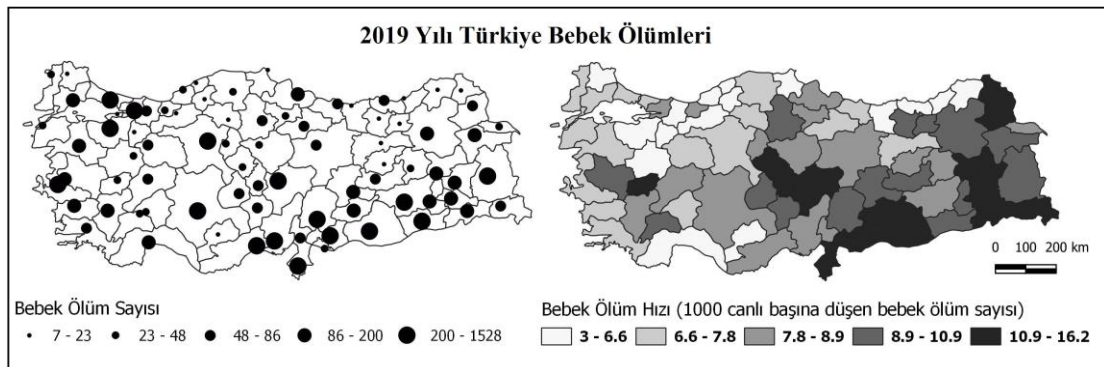 2019 Yılı Türkiye Bebek Ölümleri
0 100 200 km
Bebek Ölüm Sayısı
7 - 23 23 - 48 48 - 86 86 - 200 200 - 1528
Bebek Ölüm Hızı (1000 canlı başına düşen bebek ölüm sayısı)
3 - 6.6 6.6 - 7.8 7.8 - 8.9 8.9 - 10.9 10.9 - 16.2